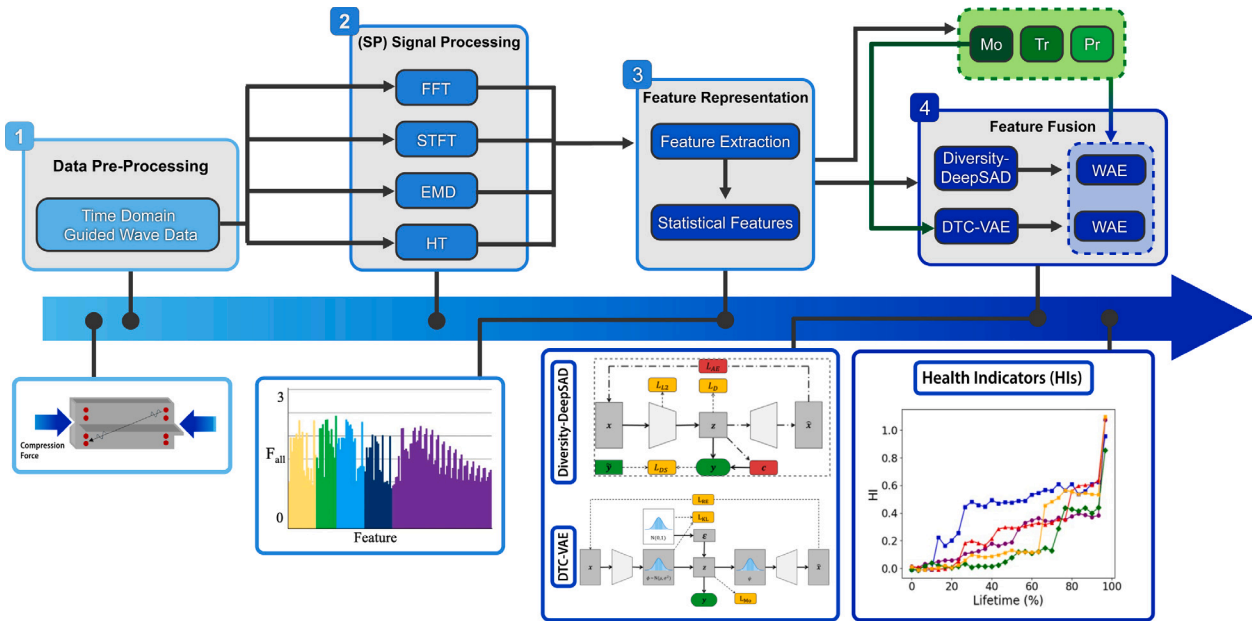 1
Data Pre-Processing
Time Domain
Guided Wave Data
2
(SP) Signal Processing
FFT
STFT
EMD
HT
3
Feature Representation
Feature Extraction
Statistical Features
Mo Tr Pr
4
Feature Fusion
Diversity-
DeepSAD
WAE
DTC-VAE
WAE
Compression
Force
3
F_all
0
Feature
Diversity-DeepSAD
L_AE
L_L2
L_D
x
z
x̂
ỹ
L_DS
y
c
DTC-VAE
L_RE
L_KL
N(0,1)
ε
x
z
ϕ
x̂
y
L_Mo
Health Indicators (HIs)
HI
1.0
0.8
0.6
0.4
0.2
0.0
0 20 40 60 80 100
Lifetime (%)